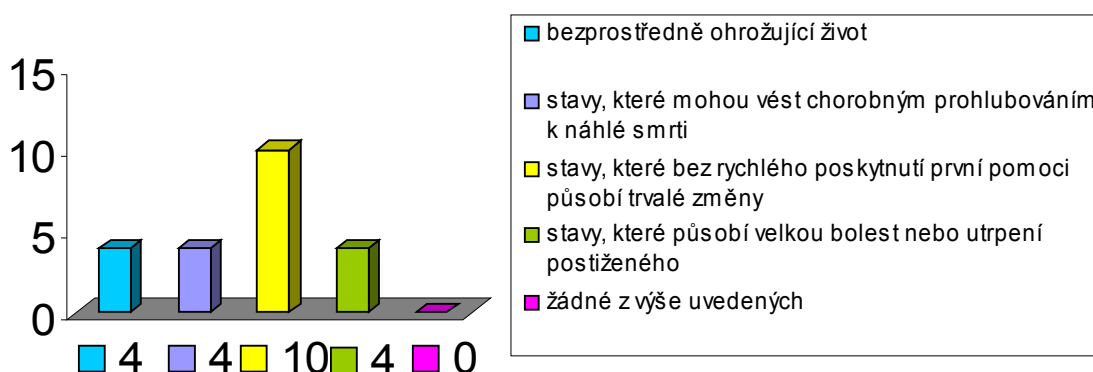 15
10
5
0
4 4 10 4 0
bezprostředně ohrožující život
stavy, které mohou vést chorobným prohlubováním
k náhlé smrti
stavy, které bez rychlého poskytnutí první pomoci
působí trvalé změny
stavy, které působí velkou bolest nebo utrpení
postiženého
žádné z výše uvedených